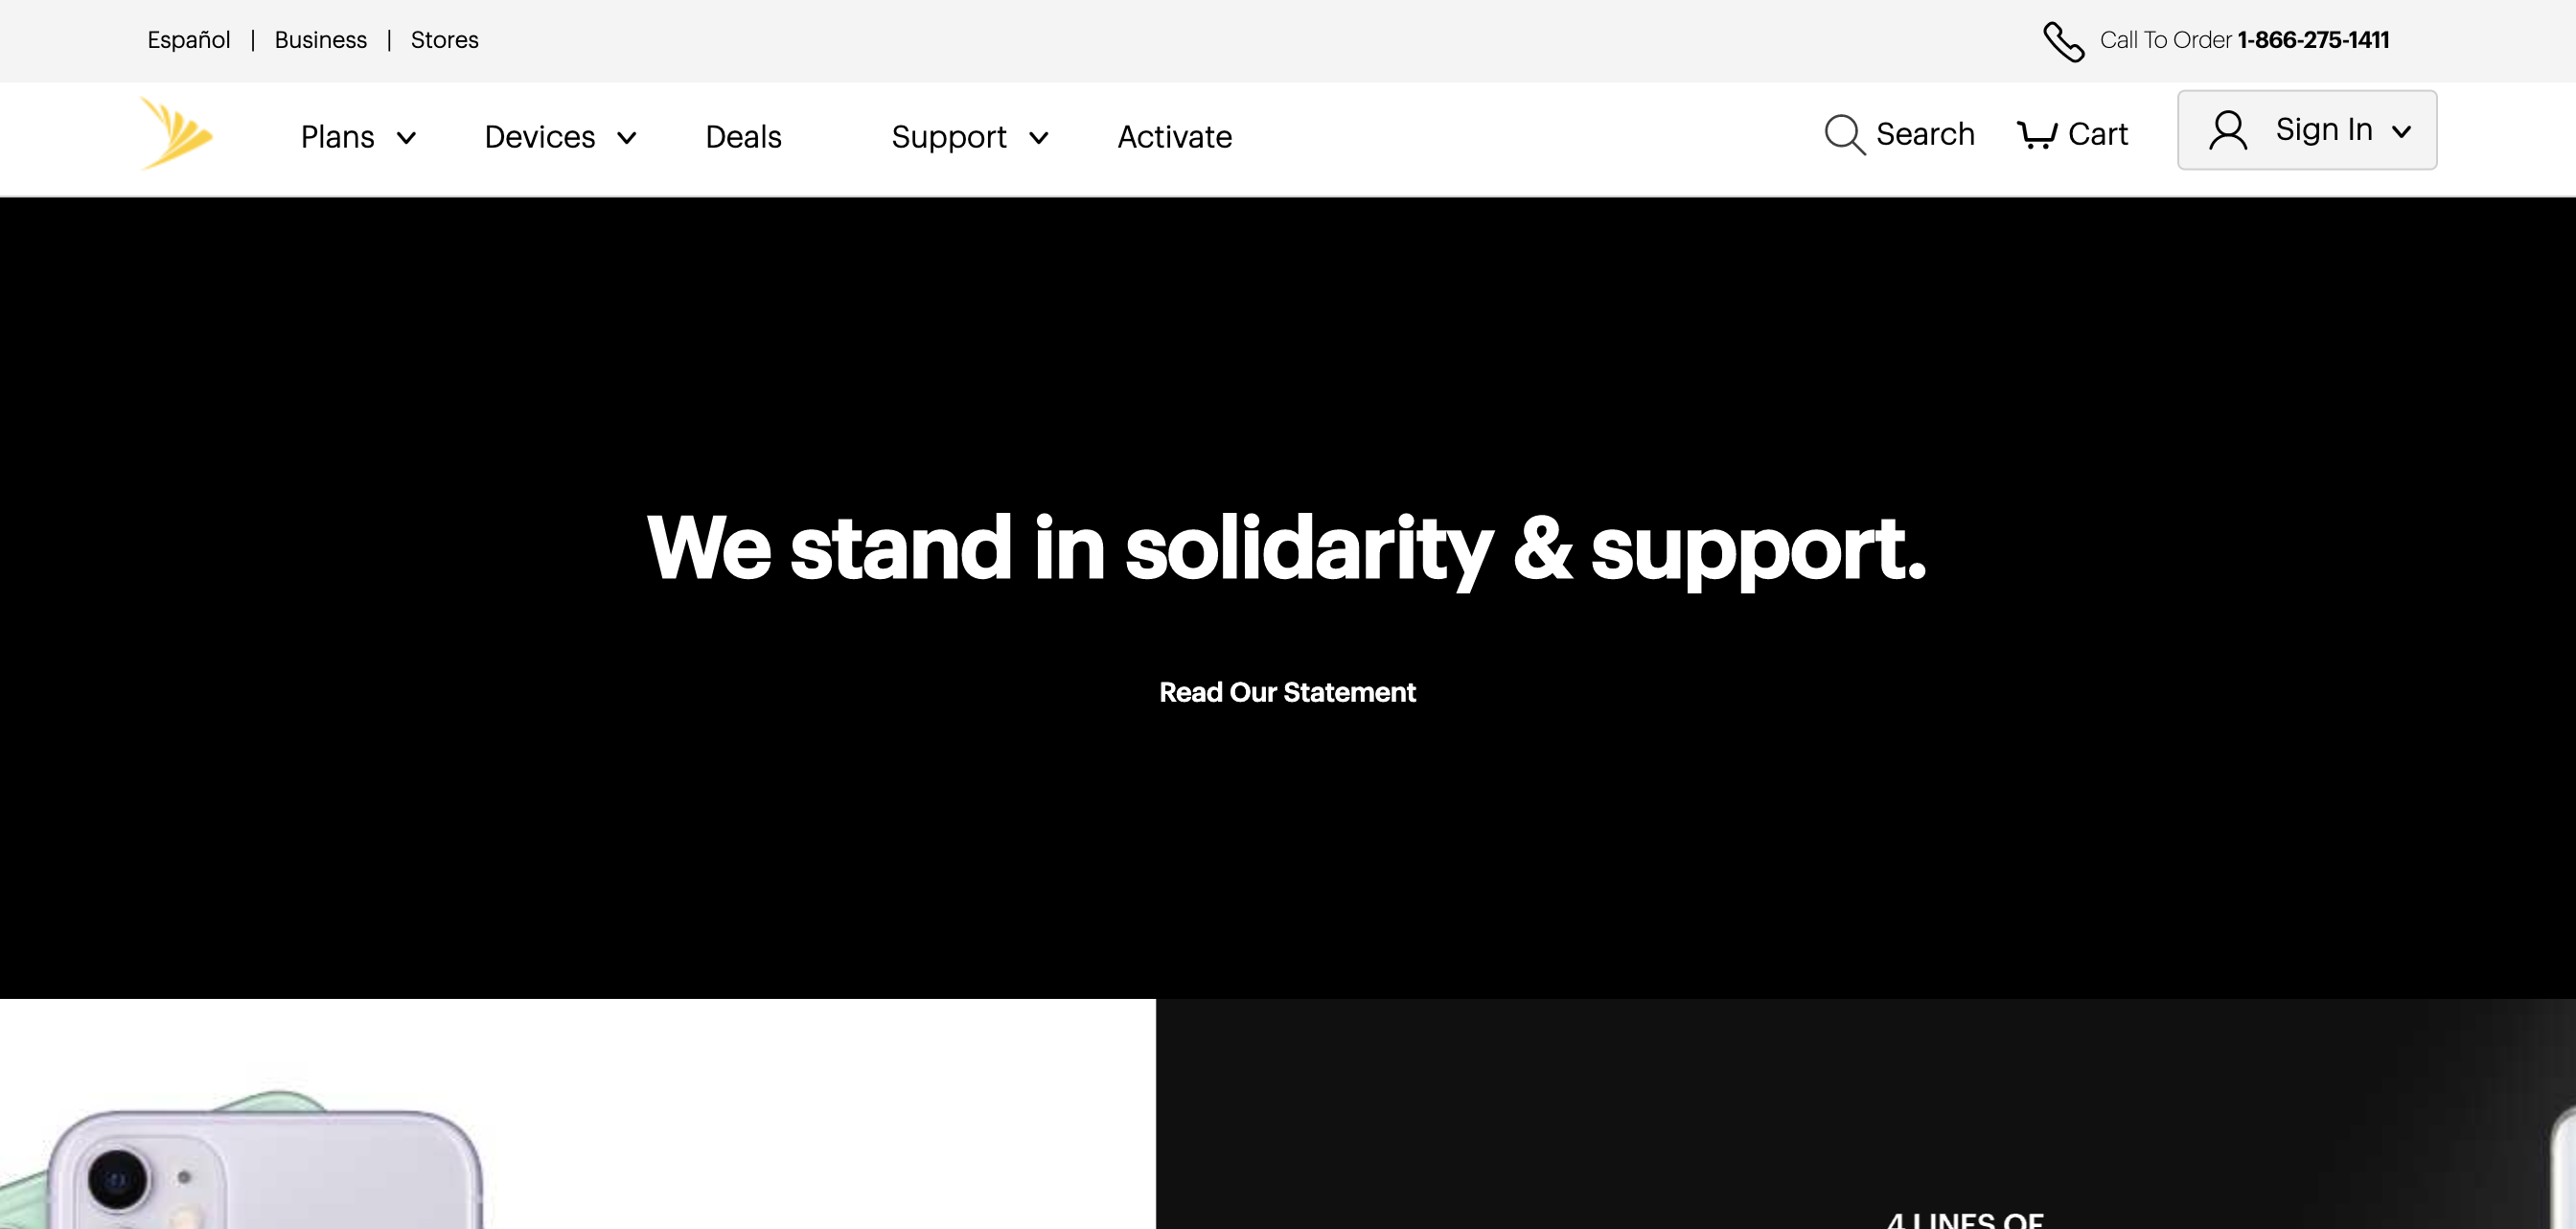 Español | Business | Stores
Call To Order 1-866-275-1411
Plans Devices Deals Support Activate
Search Cart Sign In
We stand in solidarity & support.
Read Our Statement
4 LINES OF